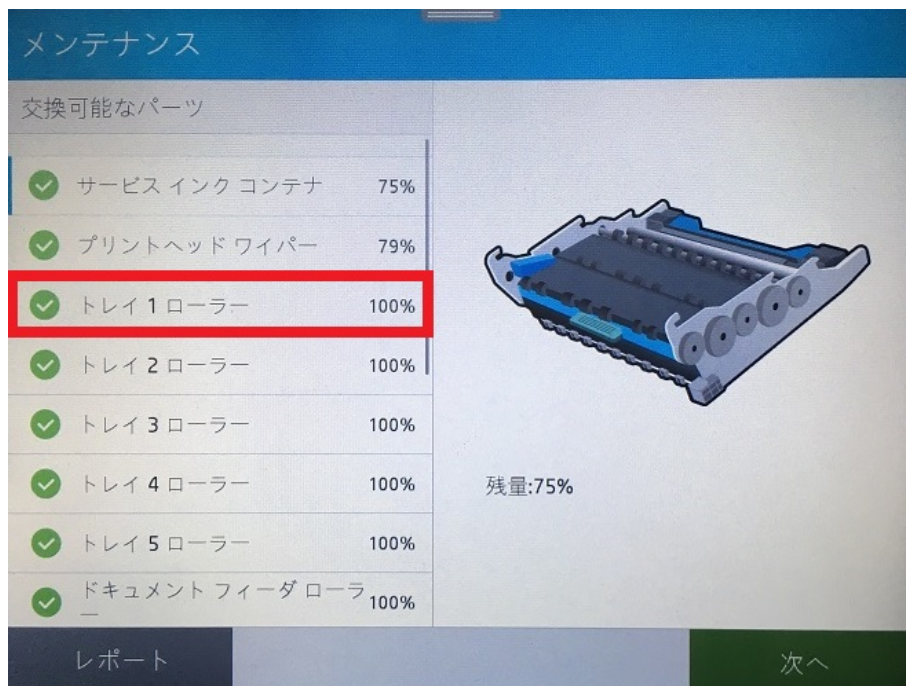 メンテナンス
交換可能なパーツ
サービス インク コンテナ 75%
プリントヘッド ワイパー 79%
トレイ 1 ローラー 100%
トレイ 2 ローラー 100%
トレイ 3 ローラー 100%
トレイ 4 ローラー 100%
トレイ 5 ローラー 100%
ドキュメント フィーダ ローラ
ー 100%
残量:75%
レポート
次へ